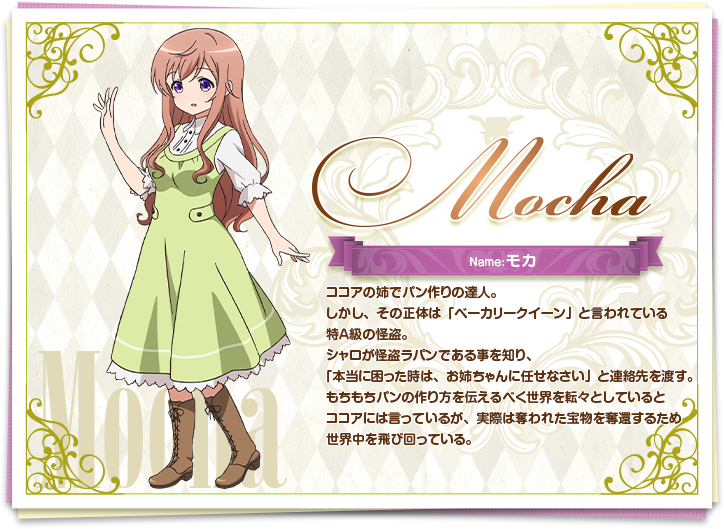 Mocha
Name:モカ
ココアの姉でパン作りの達人。
しかし、その正体は「ベーカリークイーン」と言われている
特A級の怪盗。
シャロが怪盗ラパンである事を知り、
「本当に困った時は、お姉ちゃんに任せなさい」と連絡先を渡す。
もちもちパンの作り方を伝えるべく世界を転々としていると
ココアには言っているが、実際は奪われた宝物を奪還するため
世界中を飛び回っている。
Mocha